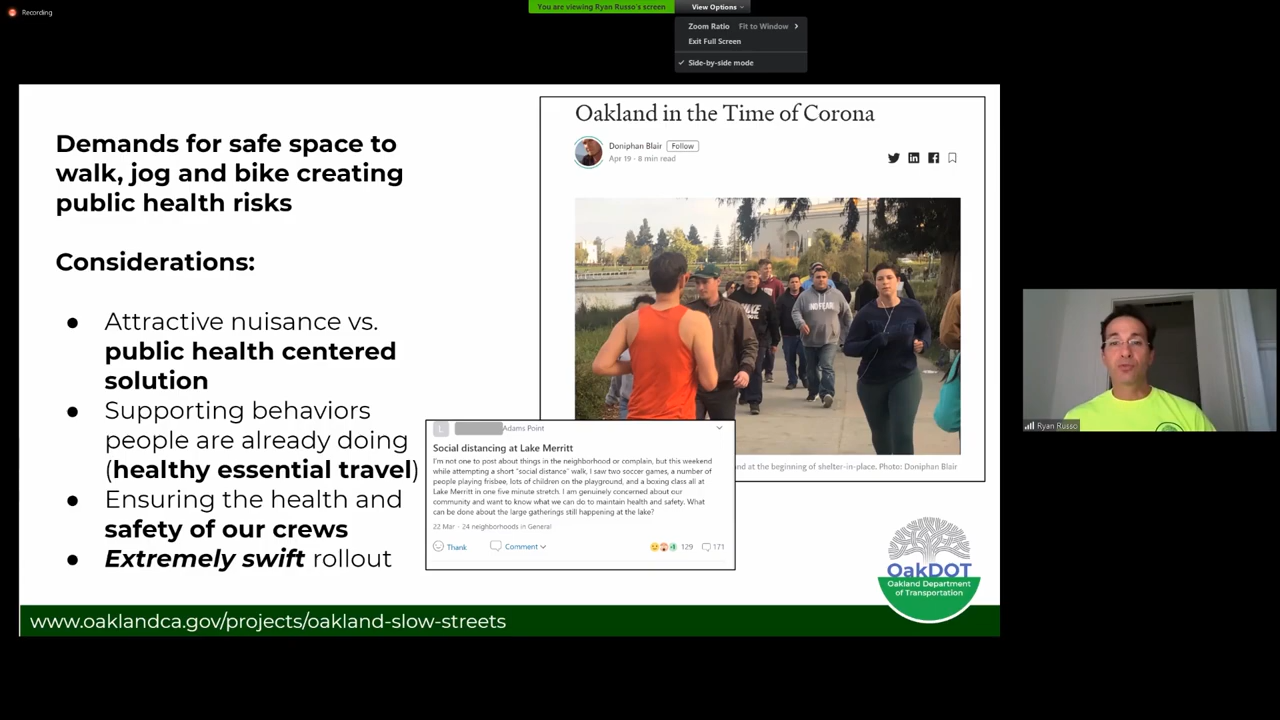 Recording
You are viewing Ryan Russo's screen
View Options
Zoom Ratio Fit to Window
Exit Full Screen
Side-by-side mode
Demands for safe space to
walk, jog and bike creating
public health risks
Considerations:
● Attractive nuisance vs.
public health centered
solution
● Supporting behaviors
people are already doing
(healthy essential travel)
● Ensuring the health and
safety of our crews
● Extremely swift rollout
Oakland in the Time of Corona
Doniphan Blair Follow
Apr 19 · 8 min read
NO FEAR
nd at the beginning of shelter-in-place. Photo: Doniphan Blair
L Adams Point
Social distancing at Lake Merritt
I'm not one to post about things in the neighborhood or complain, but this weekend
while attempting a short "social distance" walk, I saw two soccer games, a number of
people playing frisbee, lots of children on the playground, and a boxing class all at
Lake Merritt in one five minute stretch. I am genuinely concerned about our
community and want to know what we can do to maintain health and safety. What
can be done about the large gatherings still happening at the lake?
22 Mar · 24 neighborhoods in General
Thank Comment 129 171
OakDOT
Oakland Department
of Transportation
www.oaklandca.gov/projects/oakland-slow-streets
Ryan Russo